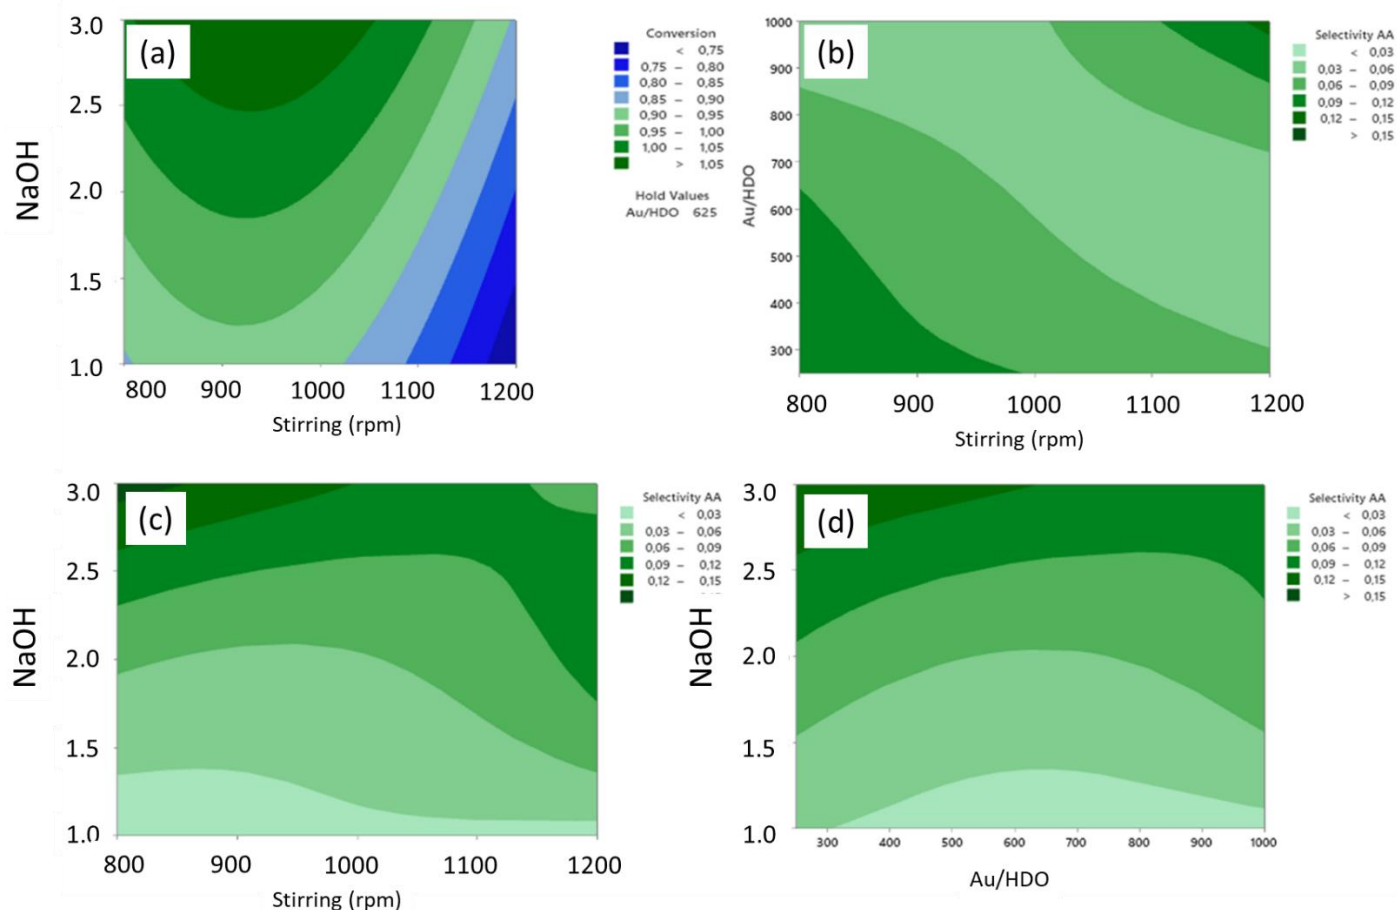 (a)
NaOH
3.0
2.5
2.0
1.5
1.0
800 900 1000 1100 1200
Stirring (rpm)
Conversion
< 0,75
0,75 – 0,80
0,80 – 0,85
0,85 – 0,90
0,90 – 0,95
0,95 – 1,00
1,00 – 1,05
> 1,05
Hold Values
Au/HDO 625
(b)
Au/HDO
1000
900
800
700
600
500
400
300
800 900 1000 1100 1200
Stirring (rpm)
Selectivity AA
< 0,03
0,03 – 0,06
0,06 – 0,09
0,09 – 0,12
0,12 – 0,15
> 0,15
(c)
NaOH
3.0
2.5
2.0
1.5
1.0
800 900 1000 1100 1200
Stirring (rpm)
Selectivity AA
< 0,03
0,03 – 0,06
0,06 – 0,09
0,09 – 0,12
0,12 – 0,15
(d)
NaOH
3.0
2.5
2.0
1.5
1.0
300 400 500 600 700 800 900 1000
Au/HDO
Selectivity AA
< 0,03
0,03 – 0,06
0,06 – 0,09
0,09 – 0,12
0,12 – 0,15
> 0,15